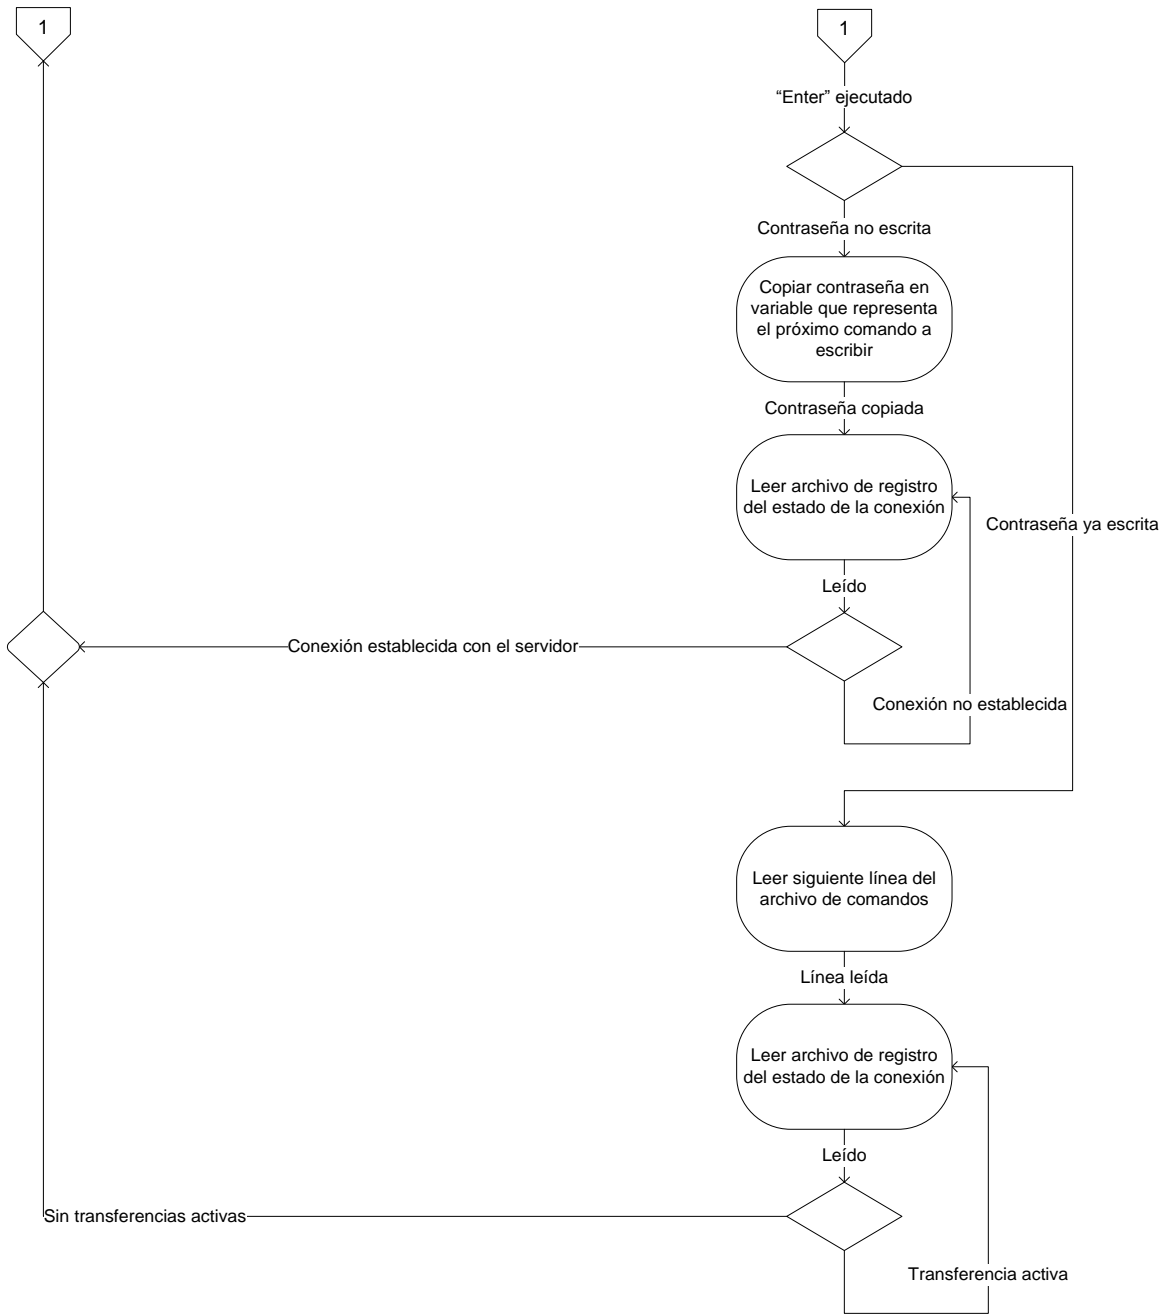 1
1
“Enter” ejecutado
Contraseña no escrita
Copiar contraseña en
variable que representa
el próximo comando a
escribir
Contraseña copiada
Leer archivo de registro
del estado de la conexión
Contraseña ya escrita
Leído
Conexión establecida con el servidor
Conexión no establecida
Leer siguiente línea del
archivo de comandos
Línea leída
Leer archivo de registro
del estado de la conexión
Leído
Sin transferencias activas
Transferencia activa